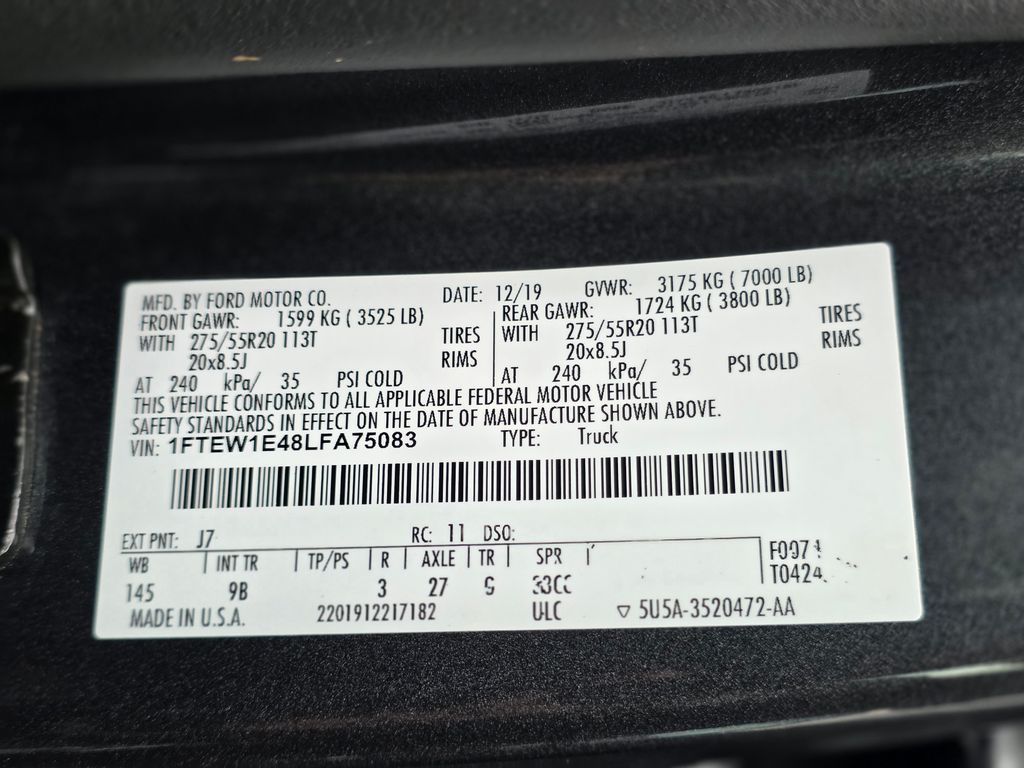 MFD. BY FORD MOTOR CO. DATE: 12/19 GVWR: 3175 KG ( 7000 LB)
FRONT GAWR: 1599 KG ( 3525 LB) REAR GAWR: 1724 KG ( 3800 LB)
WITH 275/55R20 113T TIRES WITH 275/55R20 113T TIRES
20x8.5J RIMS 20x8.5J RIMS
AT 240 kPa/ 35 PSI COLD AT 240 kPa/ 35 PSI COLD
THIS VEHICLE CONFORMS TO ALL APPLICABLE FEDERAL MOTOR VEHICLE
SAFETY STANDARDS IN EFFECT ON THE DATE OF MANUFACTURE SHOWN ABOVE.
VIN: 1FTEW1E48LFA75083 TYPE: Truck
EXT PNT: J7 RC: 11 DSO:
WB INT TR TP/PS R AXLE TR SPR
145 9B 3 27 T0424
MADE IN U.S.A. 2201912217182 ULC ▽ 5U5A-3520472-AA